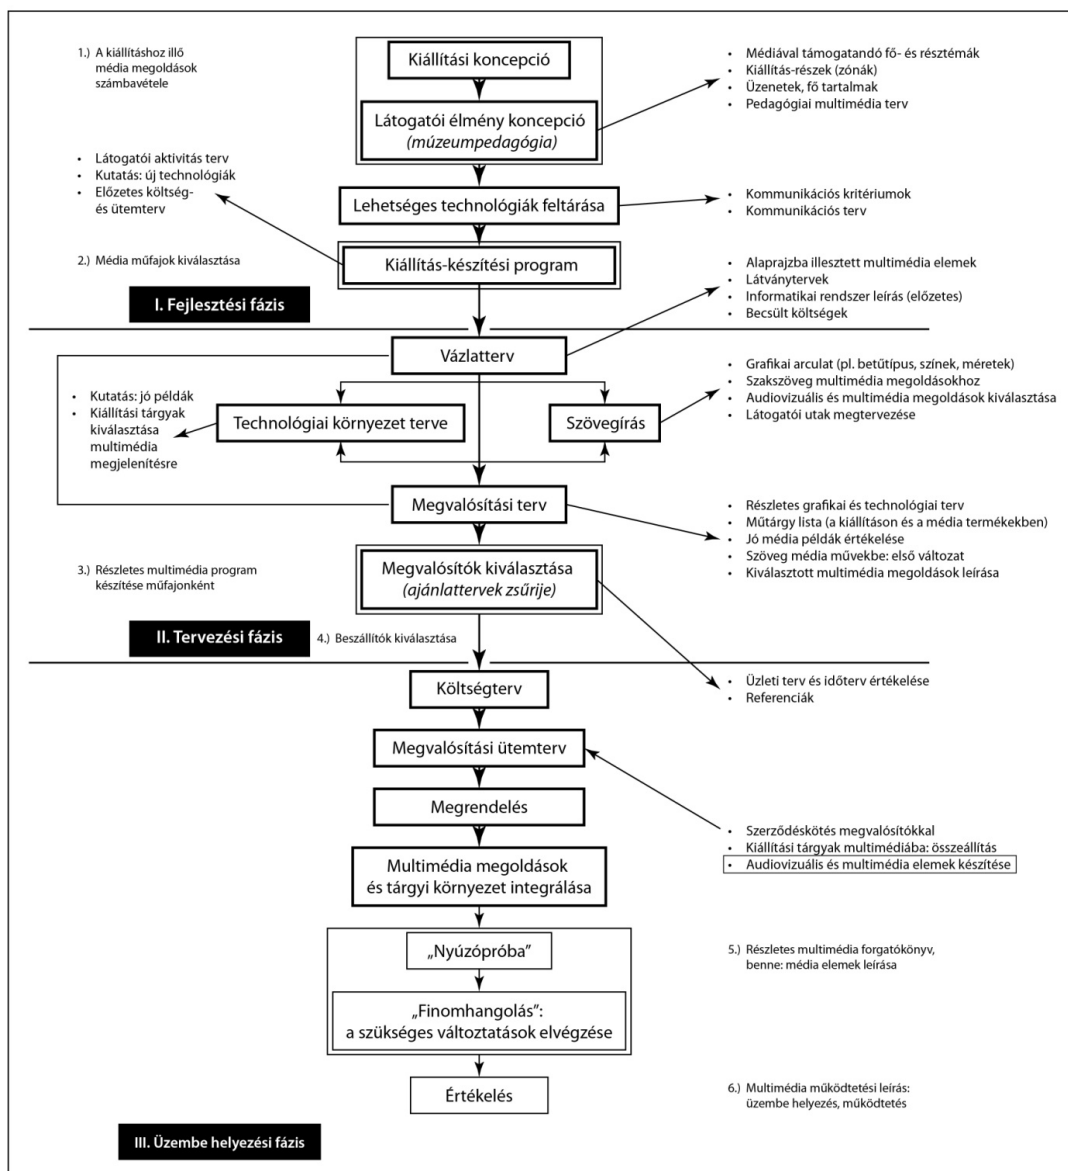 1.) A kiállításhoz illő
média megoldások
számbavétele
Kiállítási koncepció
Látogatói élmény koncepció
(múzeumpedagógia)
• Médiával támogatandó fő- és résztémák
• Kiállítás-részek (zónák)
• Üzenetek, fő tartalmak
• Pedagógiai multimédia terv
• Látogatói aktivitás terv
• Kutatás: új technológiák
• Előzetes költség-
és ütemterv
Lehetséges technológiák feltárása
• Kommunikációs kritériumok
• Kommunikációs terv
2.) Média műfajok kiválasztása
Kiállítás-készítési program
• Alaprajzba illesztett multimédia elemek
• Látványtervek
• Informatikai rendszer leírás (előzetes)
• Becsült költségek
I. Fejlesztési fázis
Vázlatterv
• Grafikai arculat (pl. betűtípus, színek, méretek)
• Szakszöveg multimédia megoldásokhoz
• Audiovizuális és multimédia megoldások kiválasztása
• Látogatói utak megtervezése
• Kutatás: jó példák
• Kiállítási tárgyak
kiválasztása
multimédia
megjelenítésre
Technológiai környezet terve
Szövegírás
Megvalósítási terv
• Részletes grafikai és technológiai terv
• Műtárgy lista (a kiállításon és a média termékekben)
• Jó média példák értékelése
• Szöveg média művekbe: első változat
• Kiválasztott multimédia megoldások leírása
3.) Részletes multimédia program
készítése műfajonként
Megvalósítók kiválasztása
(ajánlattervek zsűrije)
II. Tervezési fázis
4.) Beszállítók kiválasztása
• Üzleti terv és időterv értékelése
• Referenciák
Költségterv
Megvalósítási ütemterv
Megrendelés
• Szerződéskötés megvalósítókkal
• Kiállítási tárgyak multimédiába: összeállítás
• Audiovizuális és multimédia elemek készítése
Multimédia megoldások
és tárgyi környezet integrálása
„Nyúzópróba”
5.) Részletes multimédia forgatókönyv,
benne: média elemek leírása
„Finomhangolás”:
a szükséges változtatások elvégzése
Értékelés
6.) Multimédia működtetési leírás:
üzembe helyezés, működtetés
III. Üzembe helyezési fázis